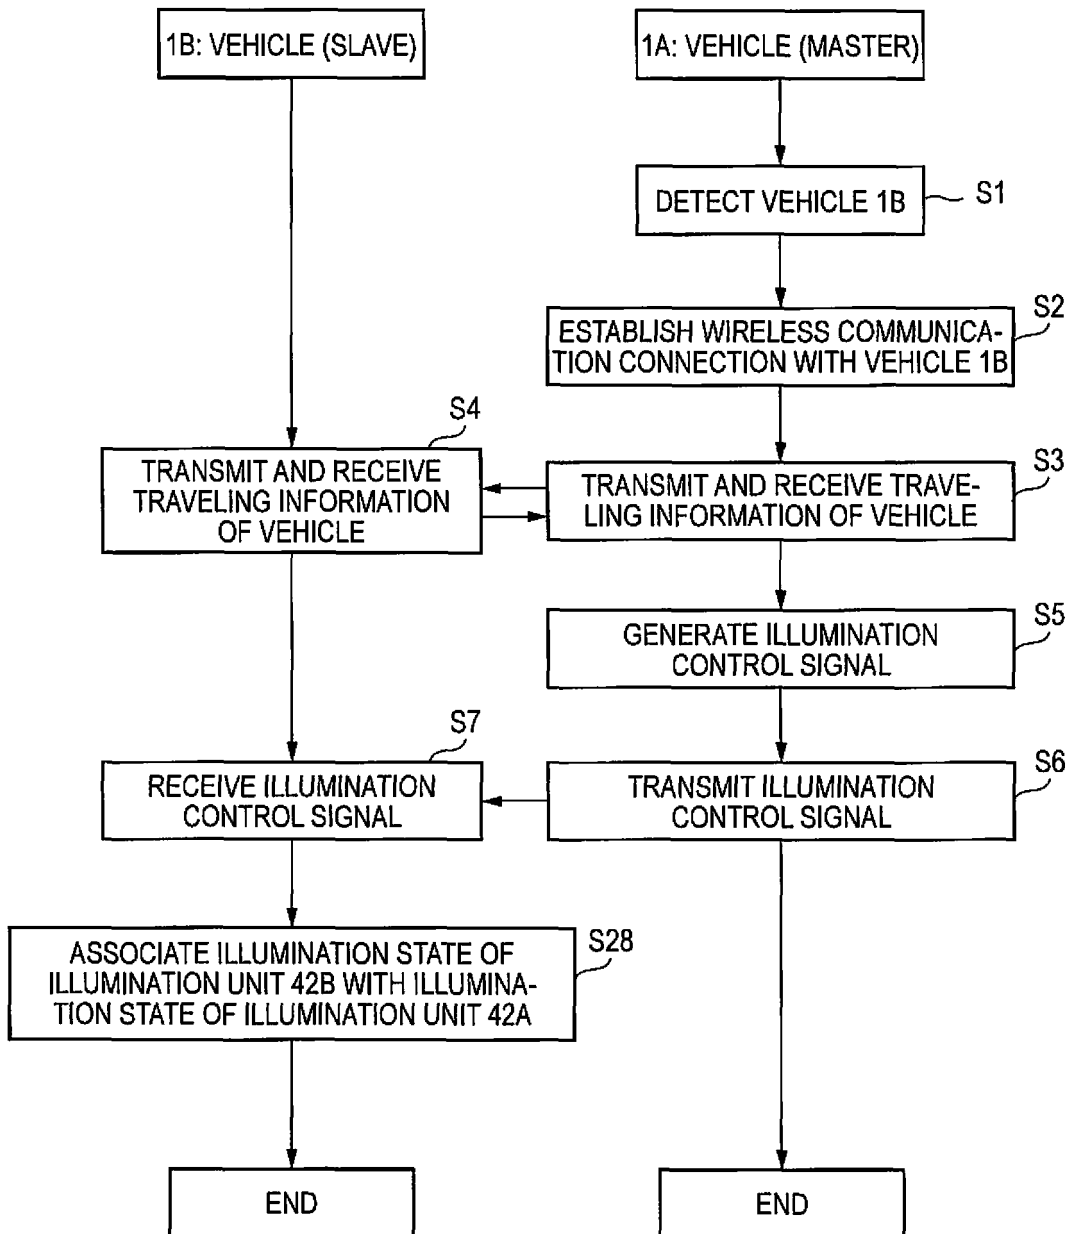 1B: VEHICLE (SLAVE)
1A: VEHICLE (MASTER)
DETECT VEHICLE 1B
S1
S2
ESTABLISH WIRELESS COMMUNICA-
TION CONNECTION WITH VEHICLE 1B
S4
TRANSMIT AND RECEIVE
TRAVELING INFORMATION
OF VEHICLE
S3
TRANSMIT AND RECEIVE TRAVE-
LING INFORMATION OF VEHICLE
S5
GENERATE ILLUMINATION
CONTROL SIGNAL
S7
RECEIVE ILLUMINATION
CONTROL SIGNAL
S6
TRANSMIT ILLUMINATION
CONTROL SIGNAL
S28
ASSOCIATE ILLUMINATION STATE OF
ILLUMINATION UNIT 42B WITH ILLUMINA-
TION STATE OF ILLUMINATION UNIT 42A
END
END